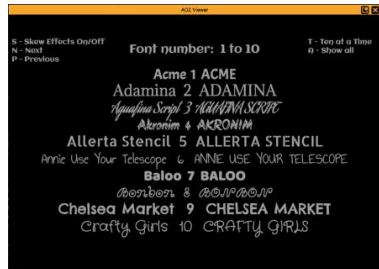 AOZ Viewer
S - Skew Effects On/Off
N - Next
P - Previous
Font number: 1 to 10
T - Ten at a Time
A - Show all
Acme 1 ACME
Adamina 2 ADAMINA
Aguafina Script 3 AGUAFINA SCRIPT
Akronim 4 AKRONIM
Allerta Stencil 5 ALLERTA STENCIL
Annie Use Your Telescope 6 ANNIE USE YOUR TELESCOPE
Baloo 7 BALOO
Bonbon 8 BONBON
Chelsea Market 9 CHELSEA MARKET
Crafty Girls 10 CRAFTY GIRLS